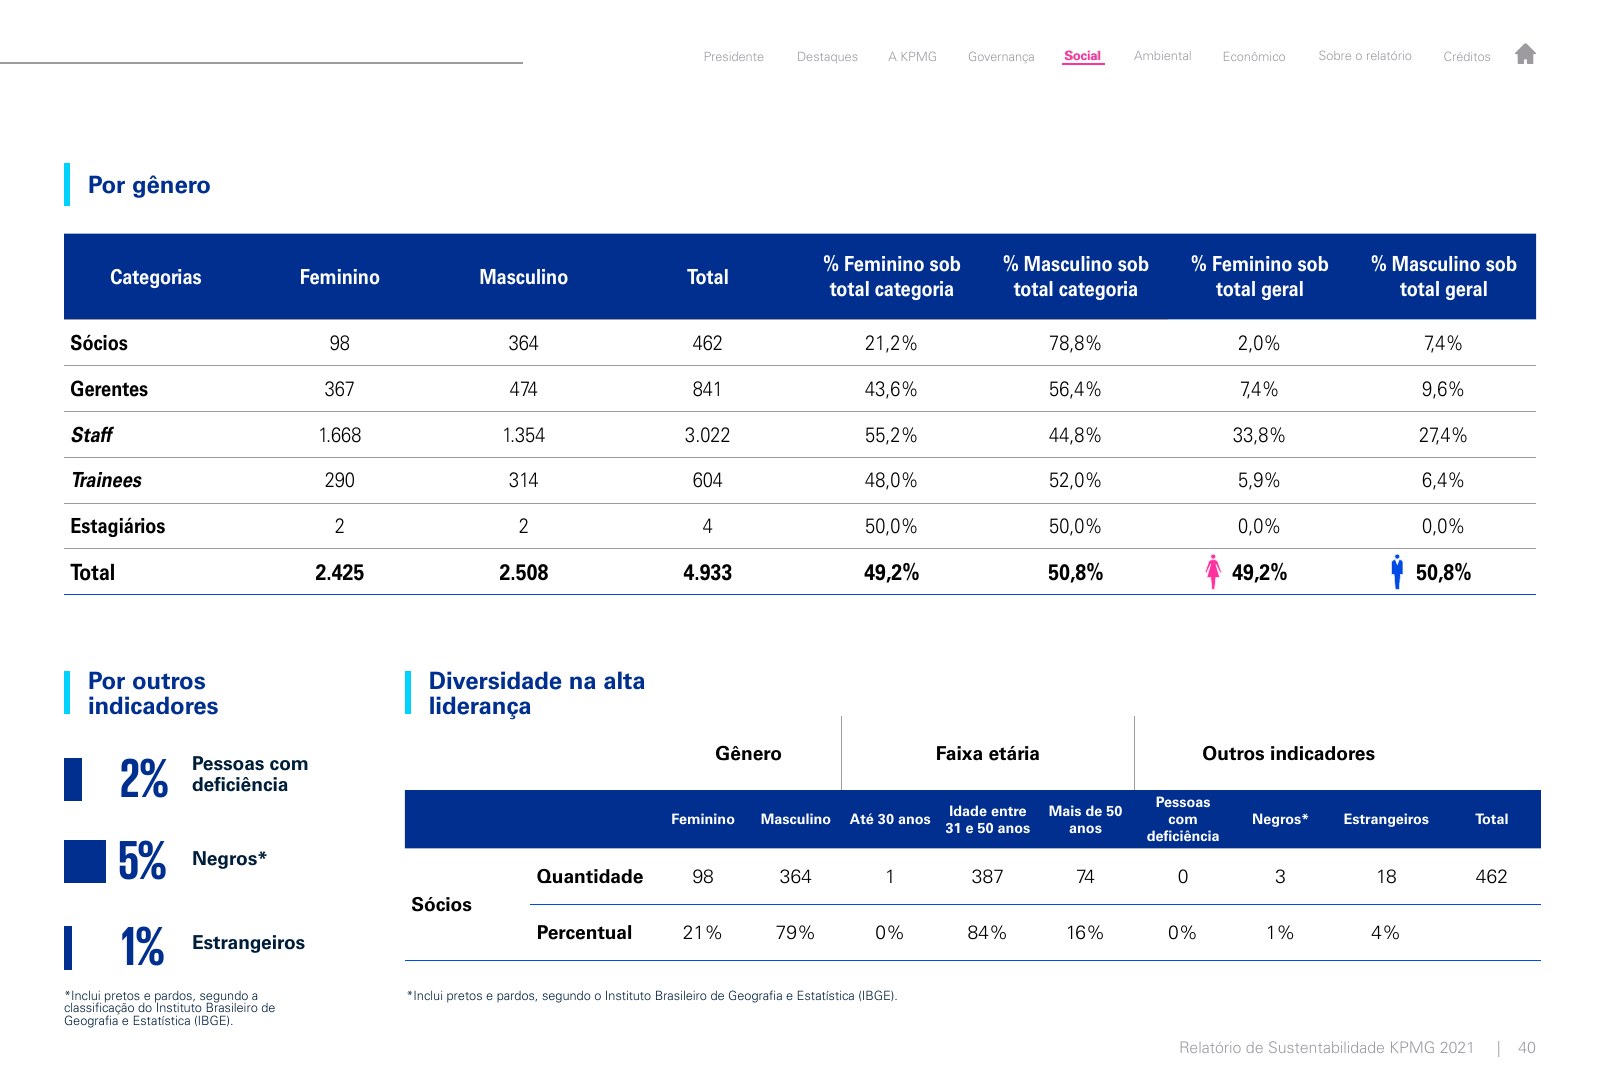 Presidente Destaques A KPMG Governança Social Ambiental Econômico Sobre o relatório Créditos
Por gênero
Categorias Feminino Masculino Total % Feminino sob total categoria % Masculino sob total categoria % Feminino sob total geral % Masculino sob total geral
Sócios 98 364 462 21,2% 78,8% 2,0% 7,4%
Gerentes 367 474 841 43,6% 56,4% 7,4% 9,6%
Staff 1.668 1.354 3.022 55,2% 44,8% 33,8% 27,4%
Trainees 290 314 604 48,0% 52,0% 5,9% 6,4%
Estagiários 2 2 4 50,0% 50,0% 0,0% 0,0%
Total 2.425 2.508 4.933 49,2% 50,8% 49,2% 50,8%
Por outros
indicadores
2% Pessoas com
deficiência
5% Negros*
1% Estrangeiros
*Inclui pretos e pardos, segundo a
classificação do Instituto Brasileiro de
Geografia e Estatística (IBGE).
Diversidade na alta
liderança
Gênero Faixa etária Outros indicadores
Feminino Masculino Até 30 anos Idade entre 31 e 50 anos Mais de 50 anos Pessoas com deficiência Negros* Estrangeiros Total
Sócios
Quantidade 98 364 1 387 74 0 3 18 462
Percentual 21% 79% 0% 84% 16% 0% 1% 4%
*Inclui pretos e pardos, segundo o Instituto Brasileiro de Geografia e Estatística (IBGE).
Relatório de Sustentabilidade KPMG 2021 | 40